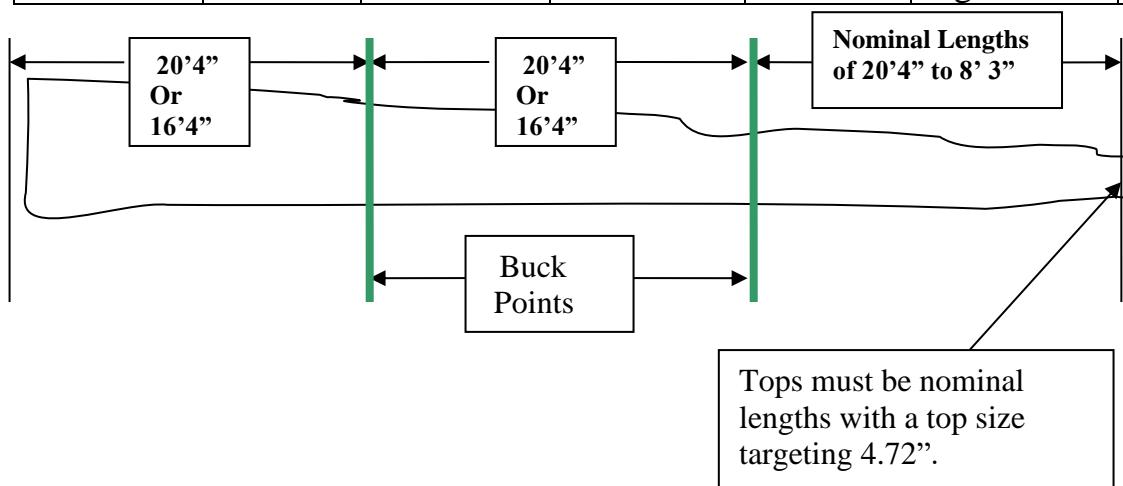 20’4”
Or
16’4”
20’4”
Or
16’4”
Nominal Lengths
of 20’4” to 8’ 3”
Buck
Points
Tops must be nominal
lengths with a top size
targeting 4.72”.